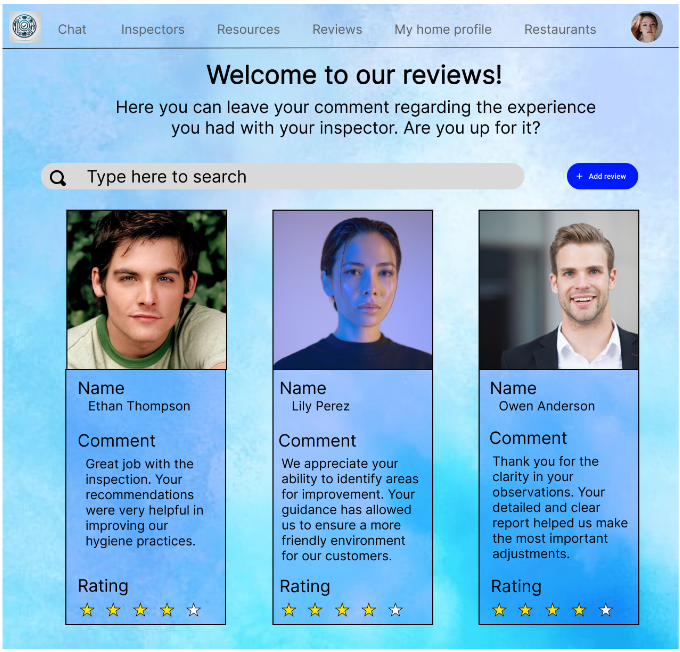 Chat Inspectors Resources Reviews My home profile Restaurants
Welcome to our reviews!
Here you can leave your comment regarding the experience
you had with your inspector. Are you up for it?
Type here to search
+ Add review
Name
Ethan Thompson
Comment
Great job with the
inspection. Your
recommendations
were very helpful in
improving our
hygiene practices.
Rating
Name
Lily Perez
Comment
We appreciate your
ability to identify areas
for improvement. Your
guidance has allowed
us to ensure a more
friendly environment
for our customers.
Rating
Name
Owen Anderson
Comment
Thank you for the
clarity in your
observations. Your
detailed and clear
report helped us make
the most important
adjustments.
Rating